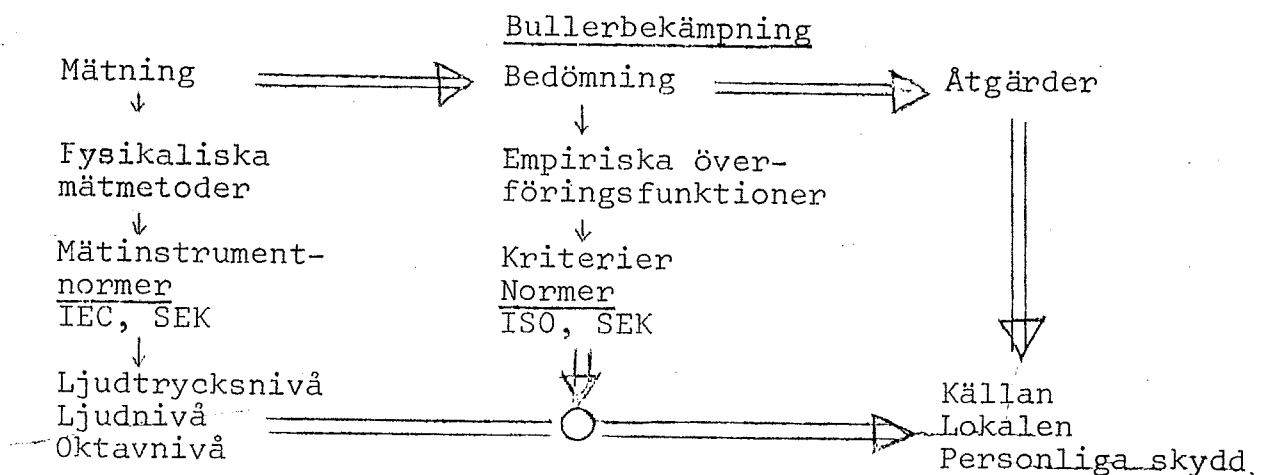 Bullerbekämpning
Mätning
Bedömning
Åtgärder
Fysikaliska
mätmetoder
Empiriska över-
föringsfunktioner
Mätinstrument-
normer
IEC, SEK
Kriterier
Normer
ISO, SEK
Ljudtrycksnivå
Ljudnivå
Oktavnivå
Källan
Lokalen
Personliga skydd.